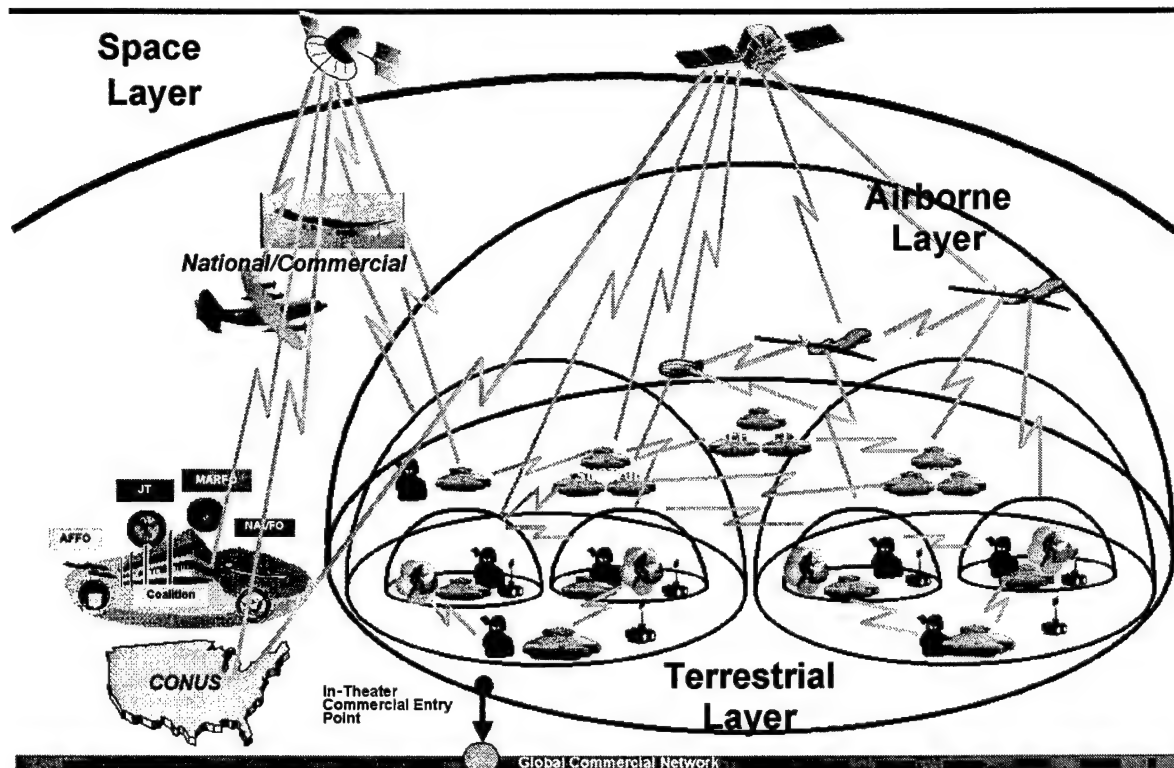 Space
Layer
Airborne
Layer
National/Commercial
MARFO
JT
AFFO
Coalition
CONUS
In-Theater
Commercial Entry
Point
Terrestrial
Layer
Global Commercial Network